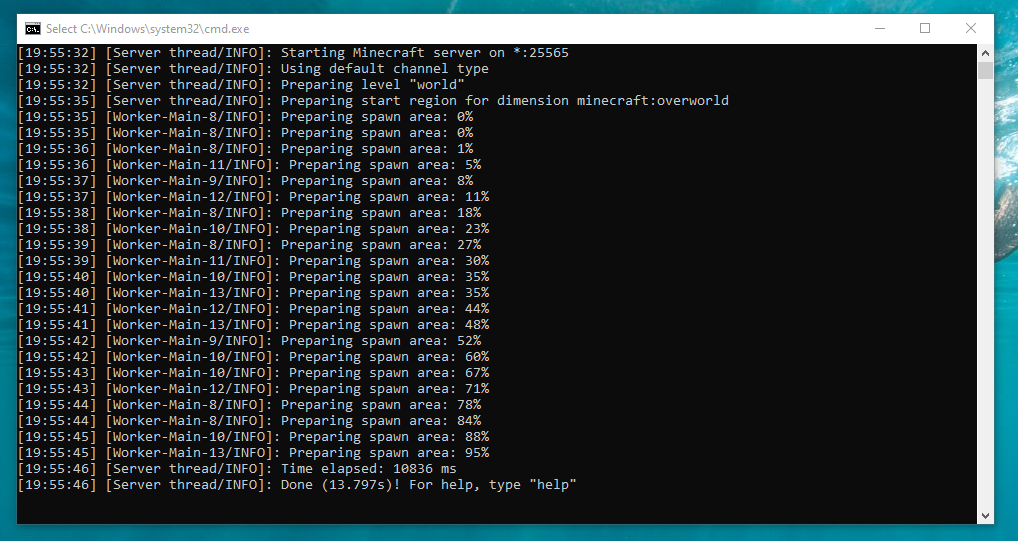 Select C:\Windows\system32\cmd.exe
[19:55:32] [Server thread/INFO]: Starting Minecraft server on *:25565
[19:55:32] [Server thread/INFO]: Using default channel type
[19:55:32] [Server thread/INFO]: Preparing level "world"
[19:55:35] [Server thread/INFO]: Preparing start region for dimension minecraft:overworld
[19:55:35] [Worker-Main-8/INFO]: Preparing spawn area: 0%
[19:55:35] [Worker-Main-8/INFO]: Preparing spawn area: 0%
[19:55:36] [Worker-Main-8/INFO]: Preparing spawn area: 1%
[19:55:36] [Worker-Main-11/INFO]: Preparing spawn area: 5%
[19:55:37] [Worker-Main-9/INFO]: Preparing spawn area: 8%
[19:55:37] [Worker-Main-12/INFO]: Preparing spawn area: 11%
[19:55:38] [Worker-Main-8/INFO]: Preparing spawn area: 18%
[19:55:38] [Worker-Main-10/INFO]: Preparing spawn area: 23%
[19:55:39] [Worker-Main-8/INFO]: Preparing spawn area: 27%
[19:55:39] [Worker-Main-11/INFO]: Preparing spawn area: 30%
[19:55:40] [Worker-Main-10/INFO]: Preparing spawn area: 35%
[19:55:40] [Worker-Main-13/INFO]: Preparing spawn area: 35%
[19:55:41] [Worker-Main-12/INFO]: Preparing spawn area: 44%
[19:55:41] [Worker-Main-13/INFO]: Preparing spawn area: 48%
[19:55:42] [Worker-Main-9/INFO]: Preparing spawn area: 52%
[19:55:42] [Worker-Main-10/INFO]: Preparing spawn area: 60%
[19:55:43] [Worker-Main-10/INFO]: Preparing spawn area: 67%
[19:55:43] [Worker-Main-12/INFO]: Preparing spawn area: 71%
[19:55:44] [Worker-Main-8/INFO]: Preparing spawn area: 78%
[19:55:44] [Worker-Main-8/INFO]: Preparing spawn area: 84%
[19:55:45] [Worker-Main-10/INFO]: Preparing spawn area: 88%
[19:55:45] [Worker-Main-13/INFO]: Preparing spawn area: 95%
[19:55:46] [Server thread/INFO]: Time elapsed: 10836 ms
[19:55:46] [Server thread/INFO]: Done (13.797s)! For help, type "help"